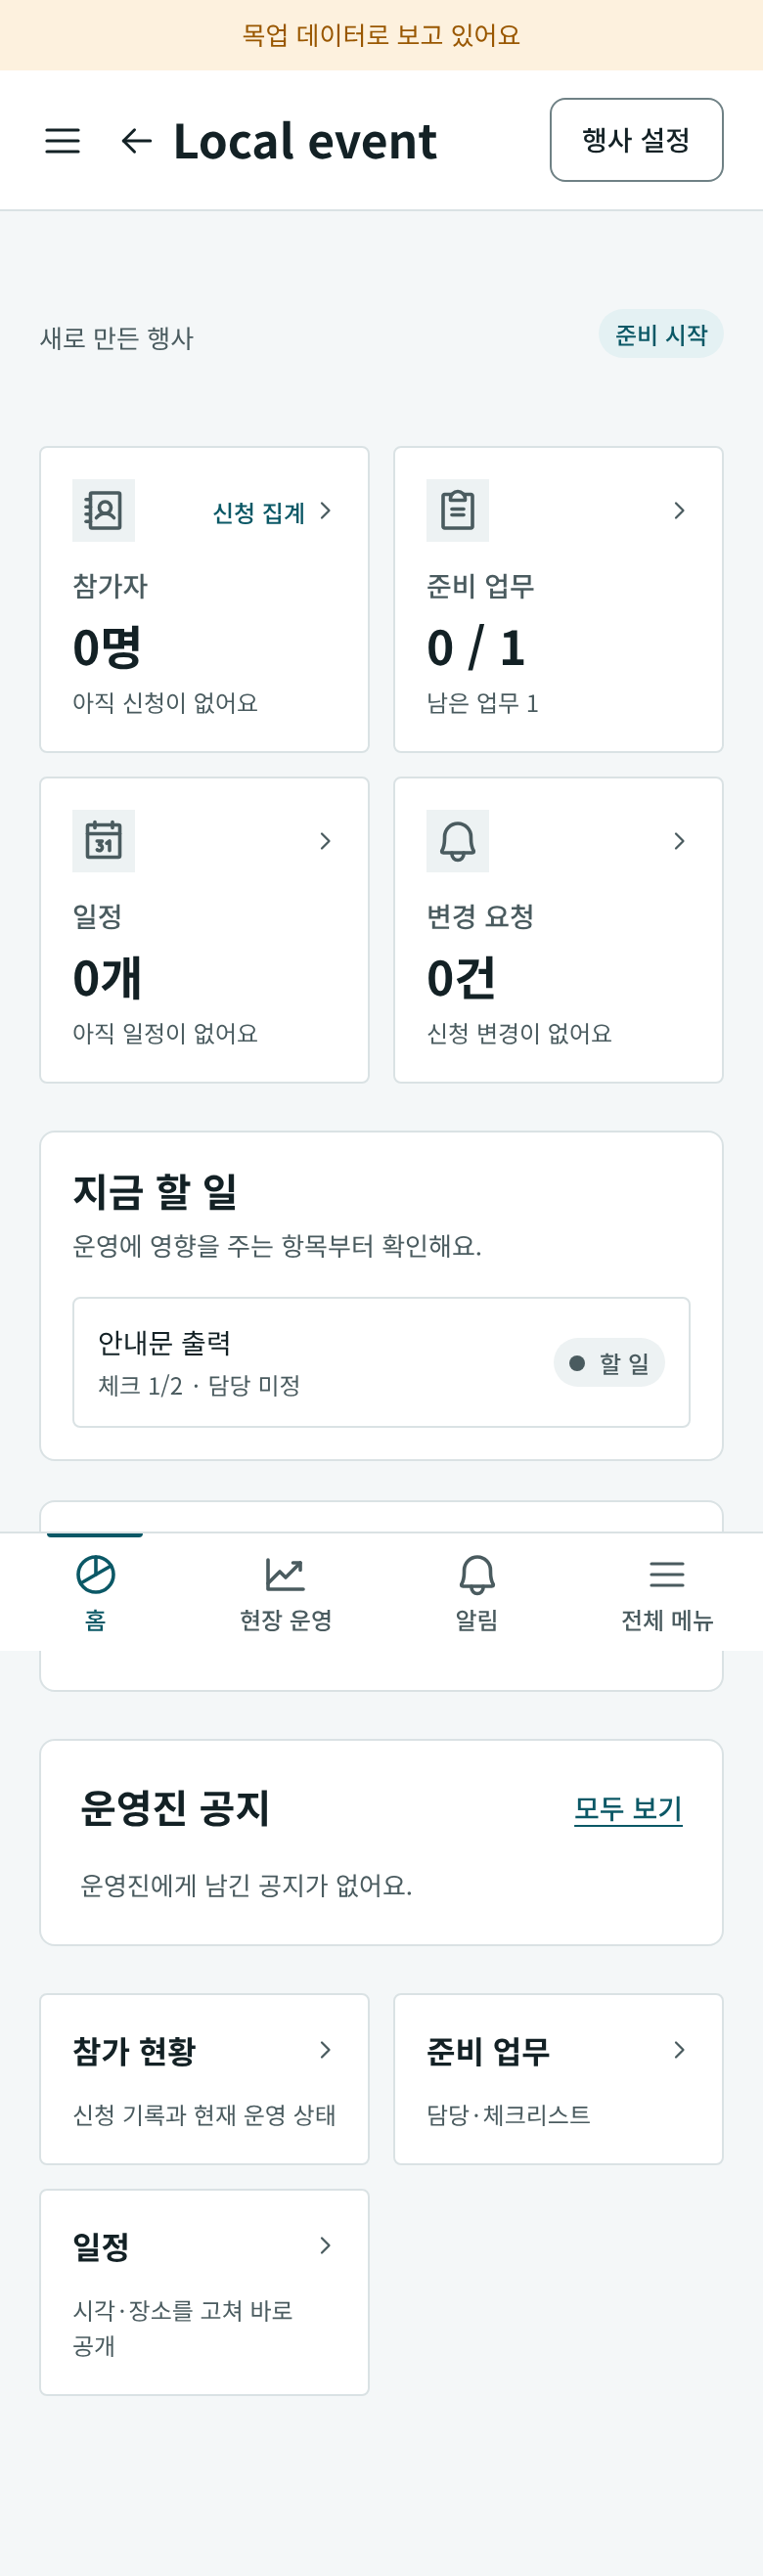 목업 데이터로 보고 있어요
Local event
행사 설정
새로 만든 행사
준비 시작
신청 집계
참가자
0명
아직 신청이 없어요
준비 업무
0 / 1
남은 업무 1
31
일정
0개
아직 일정이 없어요
변경 요청
0건
신청 변경이 없어요
지금 할 일
운영에 영향을 주는 항목부터 확인해요.
안내문 출력
체크 1/2 · 담당 미정
할 일
홈
현장 운영
알림
전체 메뉴
운영진 공지
모두 보기
운영진에게 남긴 공지가 없어요.
참가 현황
신청 기록과 현재 운영 상태
준비 업무
담당·체크리스트
일정
시각·장소를 고쳐 바로
공개